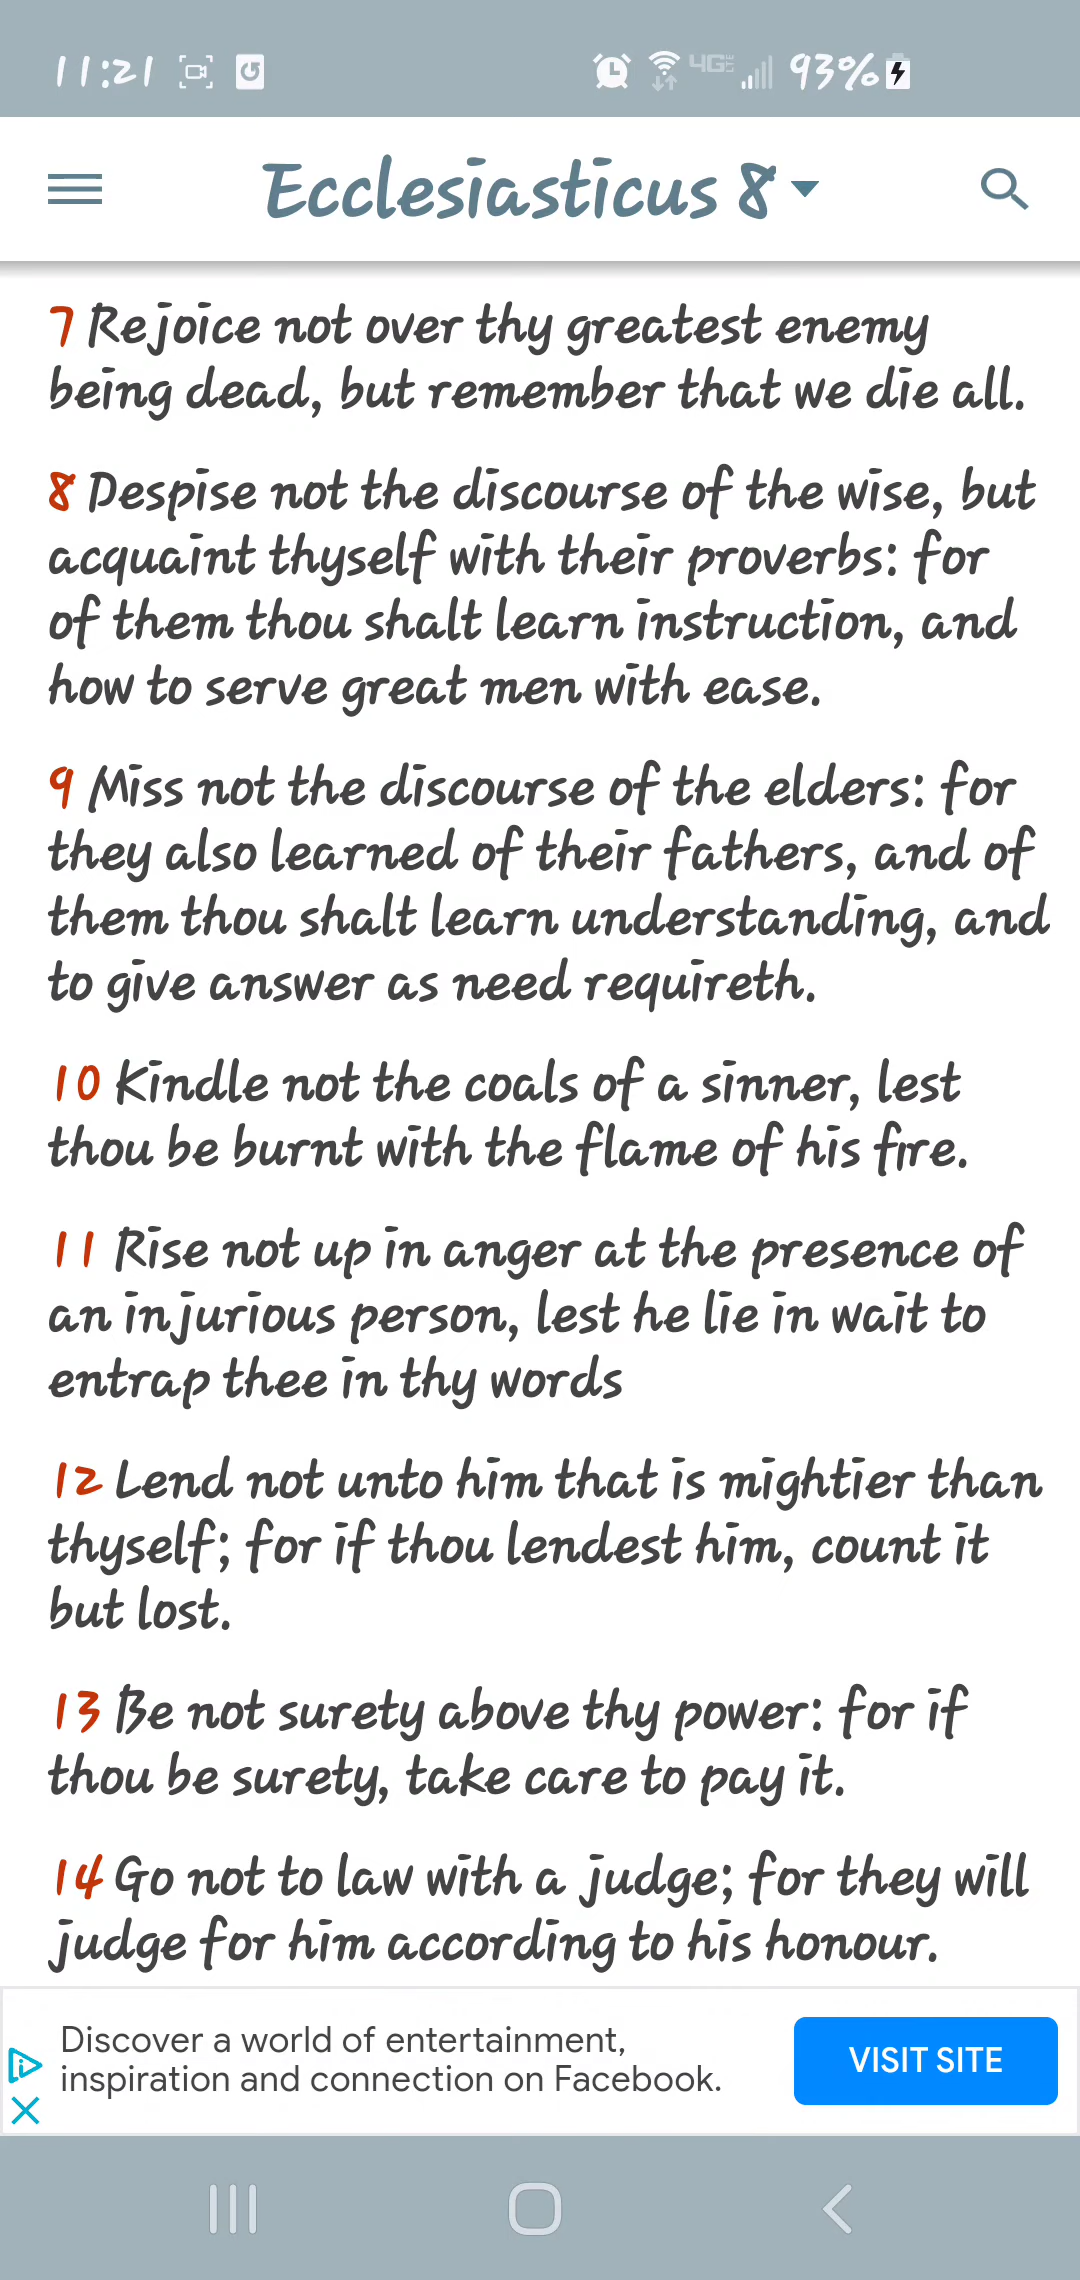 11:21 4G LTE 93%
Ecclesiasticus 8
7 Rejoice not over thy greatest enemy
being dead, but remember that we die all.
8 Despise not the discourse of the wise, but
acquaint thyself with their proverbs: for
of them thou shalt learn instruction, and
how to serve great men with ease.
9 Miss not the discourse of the elders: for
they also learned of their fathers, and of
them thou shalt learn understanding, and
to give answer as need requireth.
10 Kindle not the coals of a sinner, lest
thou be burnt with the flame of his fire.
11 Rise not up in anger at the presence of
an injurious person, lest he lie in wait to
entrap thee in thy words
12 Lend not unto him that is mightier than
thyself; for if thou lendest him, count it
but lost.
13 Be not surety above thy power: for if
thou be surety, take care to pay it.
14 Go not to law with a judge; for they will
judge for him according to his honour.
Discover a world of entertainment,
inspiration and connection on Facebook.
VISIT SITE